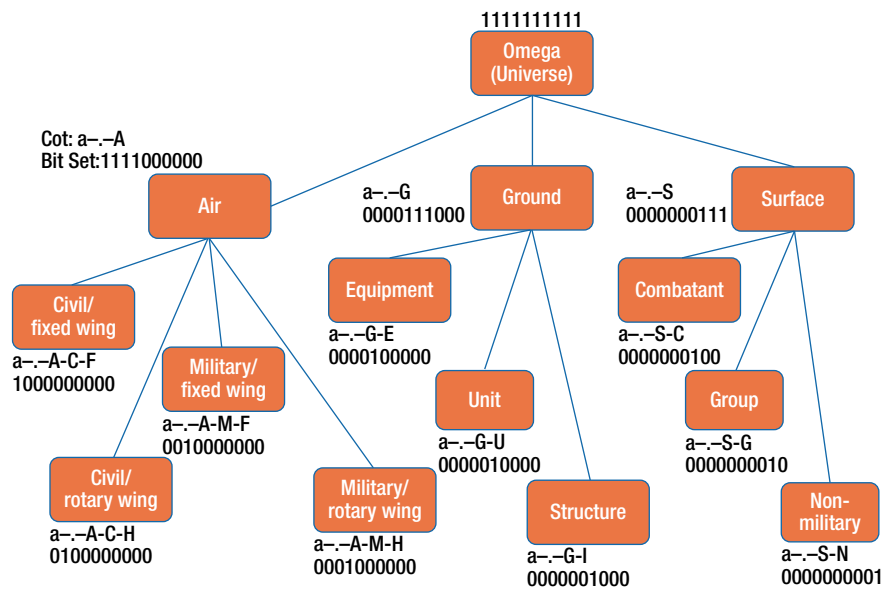 1111111111
Omega
(Universe)
Cot: a–.–A
Bit Set:1111000000
Air
a–.–G
0000111000
Ground
a–.–S
0000000111
Surface
Civil/
fixed wing
a–.–A-C-F
1000000000
Military/
fixed wing
a–.–A-M-F
0010000000
Civil/
rotary wing
a–.–A-C-H
0100000000
Military/
rotary wing
a–.–A-M-H
0001000000
Equipment
a–.–G-E
0000100000
Unit
a–.–G-U
0000010000
Structure
a–.–G-I
0000001000
Combatant
a–.–S-C
0000000100
Group
a–.–S-G
0000000010
Non-
military
a–.–S-N
0000000001